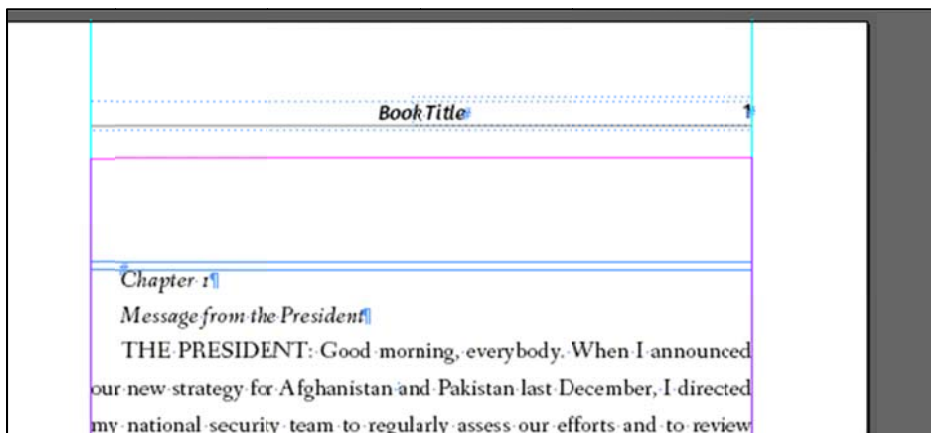 Book Title 1
Chapter 1
Message from the President
THE PRESIDENT: Good morning, everybody. When I announced
our new strategy for Afghanistan and Pakistan last December, I directed
my national security team to regularly assess our efforts and to review